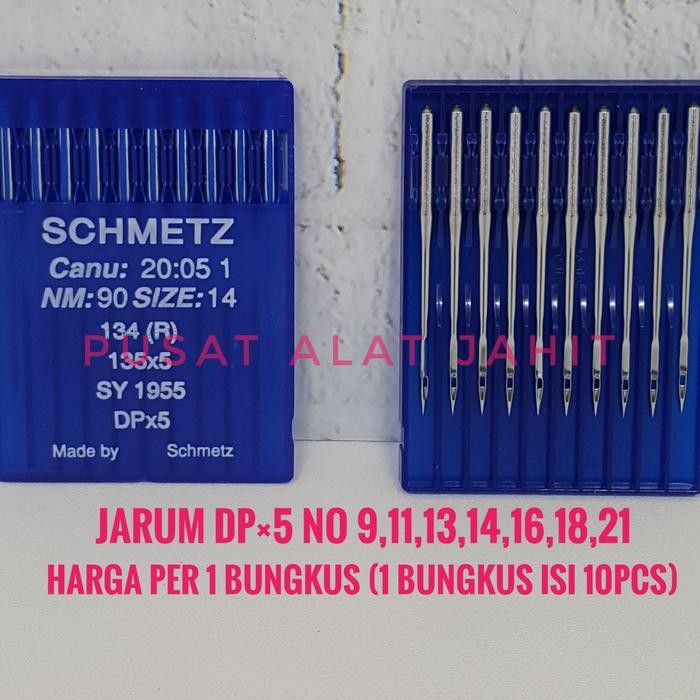 SCHMETZ
Canu: 20:05 1
NM: 90 SIZE: 14
134 (R)
135x5
SY 1955
DPx5
Made by Schmetz
PUSAT ALAT JAHIT
JARUM DP×5 NO 9,11,13,14,16,18,21
HARGA PER 1 BUNGKUS (1 BUNGKUS ISI 10PCS)